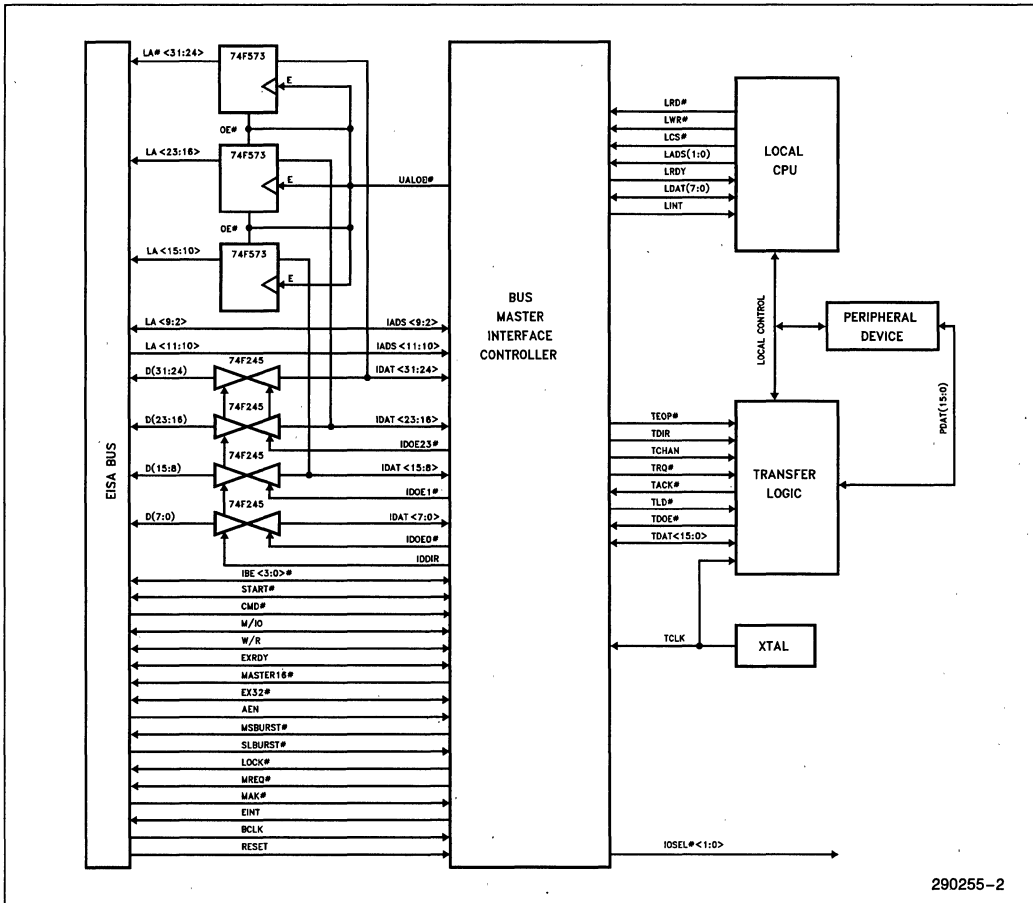 LA# <31:24>
74F573
E
OE#
LA <23:16>
74F573
E
UALOE#
OE#
LA <15:10>
74F573
E
LA <9:2>
IADS <9:2>
LA <11:10>
IADS <11:10>
74F245
D(31:24)
IDAT <31:24>
74F245
D(23:16)
IDAT <23:16>
74F245
IDOE23#
D(15:8)
IDAT <15:8>
74F245
IDOE1#
D(7:0)
IDAT <7:0>
IDOE0#
IDDIR
IBE <3:0>#
START#
CMD#
M/IO
W/R
EXRDY
MASTER16#
EX32#
AEN
MSBURST#
SLBURST#
LOCK#
MREQ#
MAK#
EINT
BCLK
RESET
EISA BUS
BUS
MASTER
INTERFACE
CONTROLLER
LRD#
LWR#
LCS#
LADS(1:0)
LRDY
LDAT(7:0)
LINT
LOCAL
CPU
LOCAL CONTROL
PERIPHERAL
DEVICE
PDAT(15:0)
TEOP#
TDIR
TCHAN
TRQ#
TACK#
TLD#
TDOE#
TDAT<15:0>
TRANSFER
LOGIC
TCLK
XTAL
IOSEL#<1:0>
290255-2